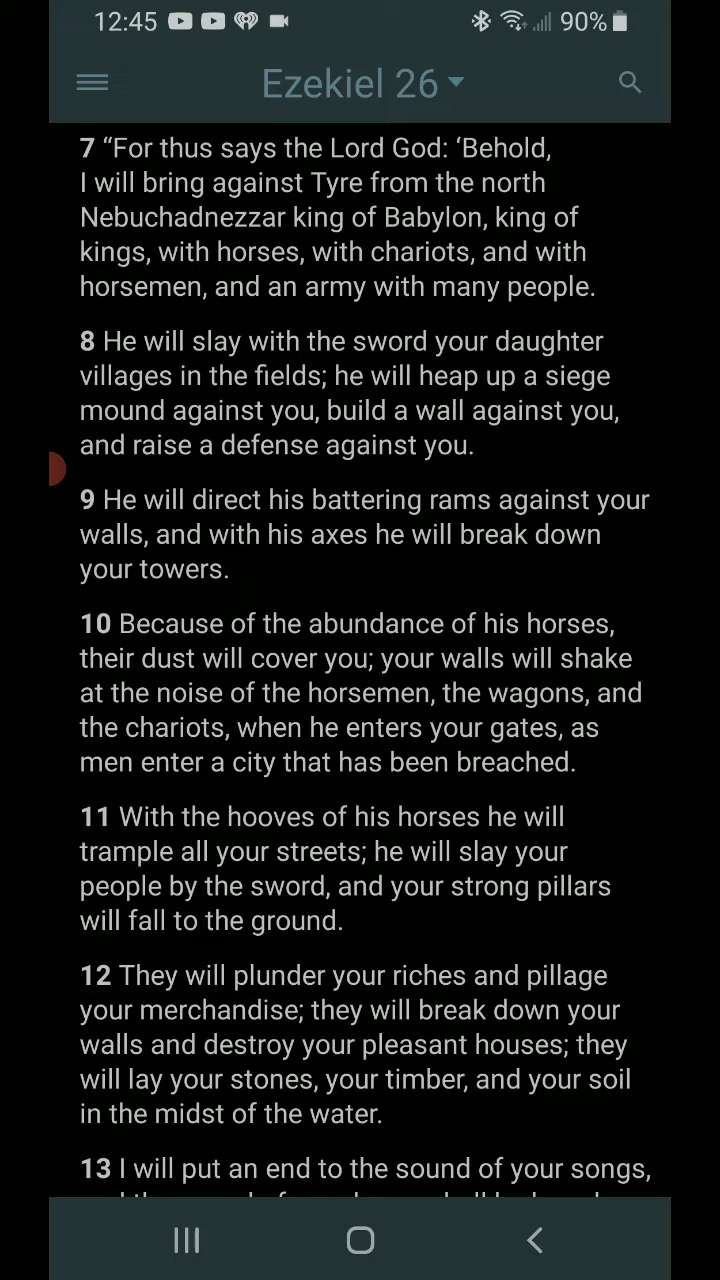 12:45
90%
Ezekiel 26
7 “For thus says the Lord God: ‘Behold,
I will bring against Tyre from the north
Nebuchadnezzar king of Babylon, king of
kings, with horses, with chariots, and with
horsemen, and an army with many people.
8 He will slay with the sword your daughter
villages in the fields; he will heap up a siege
mound against you, build a wall against you,
and raise a defense against you.
9 He will direct his battering rams against your
walls, and with his axes he will break down
your towers.
10 Because of the abundance of his horses,
their dust will cover you; your walls will shake
at the noise of the horsemen, the wagons, and
the chariots, when he enters your gates, as
men enter a city that has been breached.
11 With the hooves of his horses he will
trample all your streets; he will slay your
people by the sword, and your strong pillars
will fall to the ground.
12 They will plunder your riches and pillage
your merchandise; they will break down your
walls and destroy your pleasant houses; they
will lay your stones, your timber, and your soil
in the midst of the water.
13 I will put an end to the sound of your songs,